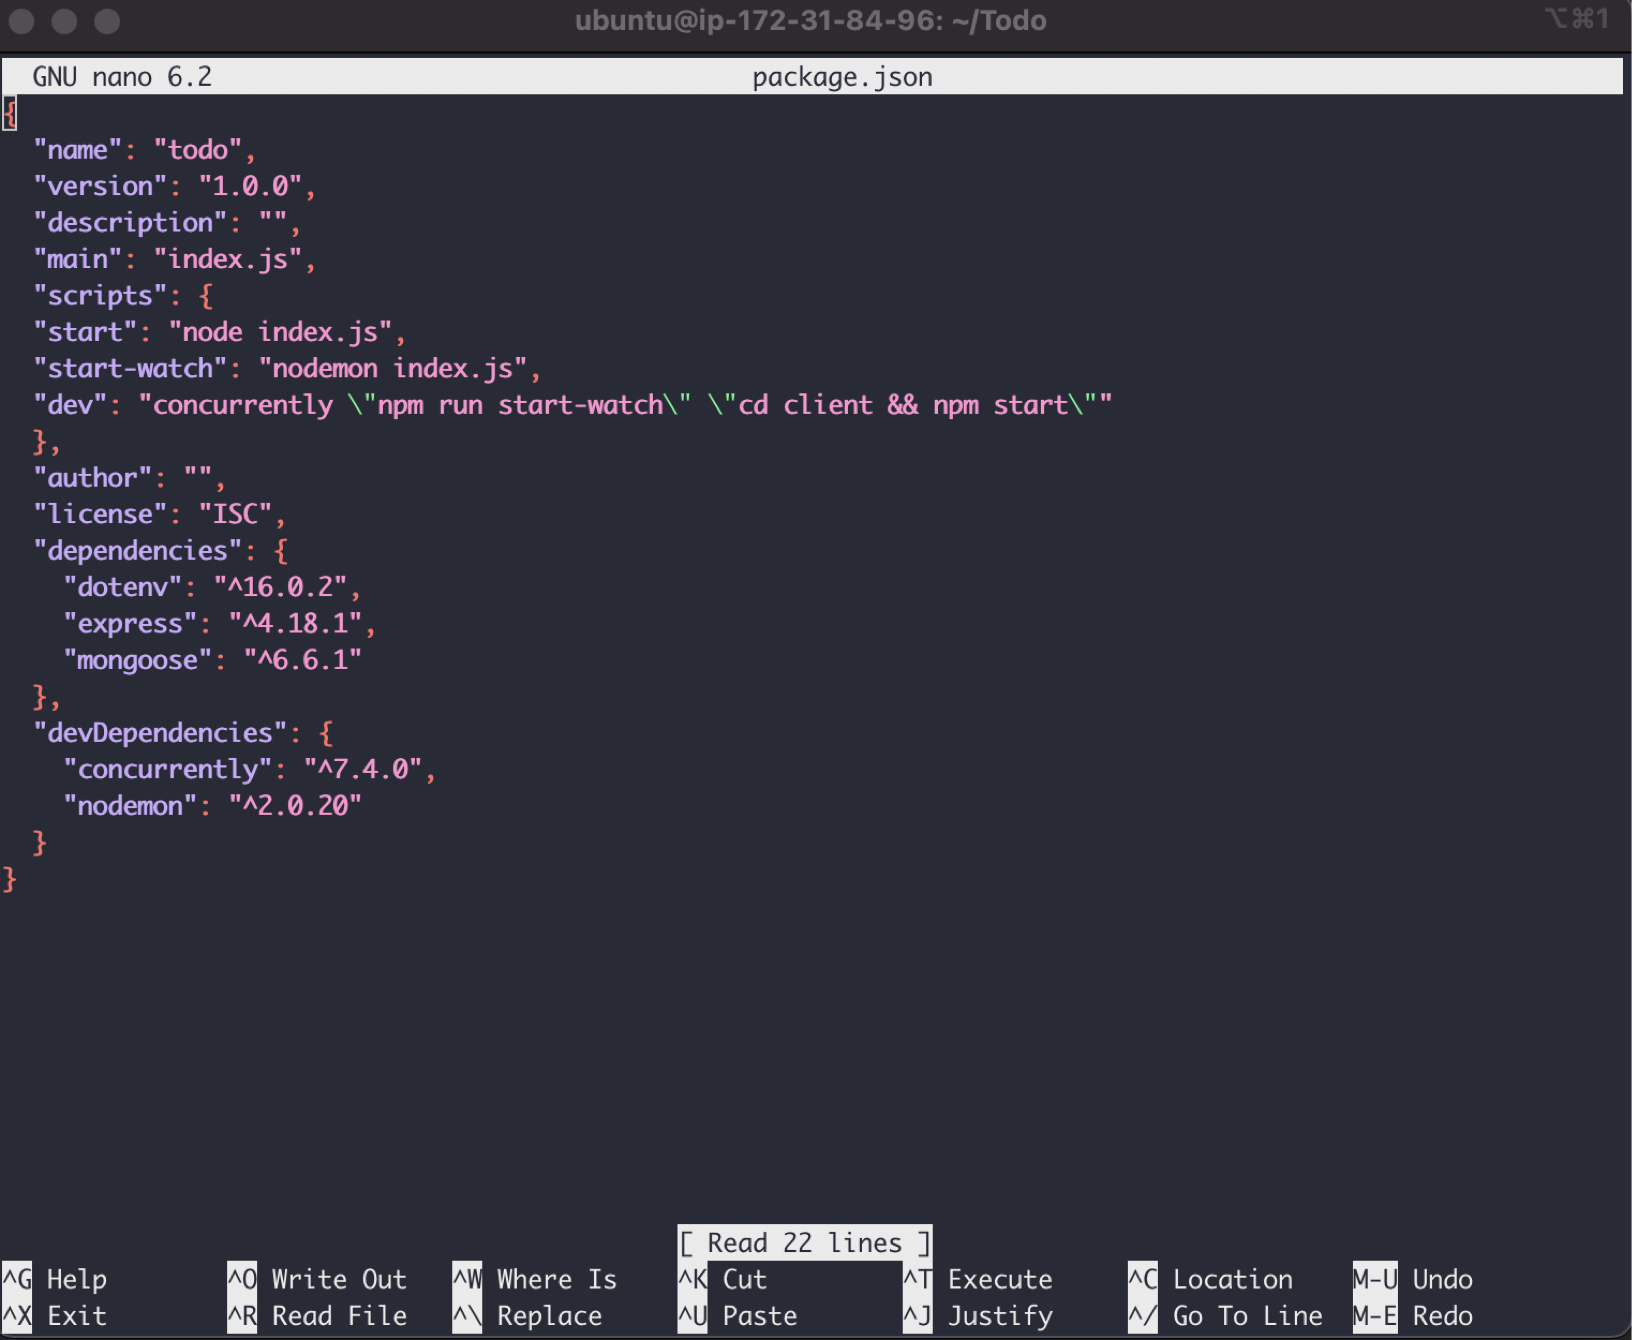 ubuntu@ip-172-31-84-96: ~/Todo ⌥⌘1
GNU nano 6.2 package.json
{
  "name": "todo",
  "version": "1.0.0",
  "description": "",
  "main": "index.js",
  "scripts": {
  "start": "node index.js",
  "start-watch": "nodemon index.js",
  "dev": "concurrently \"npm run start-watch\" \"cd client && npm start\""
  },
  "author": "",
  "license": "ISC",
  "dependencies": {
    "dotenv": "^16.0.2",
    "express": "^4.18.1",
    "mongoose": "^6.6.1"
  },
  "devDependencies": {
    "concurrently": "^7.4.0",
    "nodemon": "^2.0.20"
  }
}
[ Read 22 lines ]
^G Help ^O Write Out ^W Where Is ^K Cut ^T Execute ^C Location M-U Undo
^X Exit ^R Read File ^\ Replace ^U Paste ^J Justify ^/ Go To Line M-E Redo